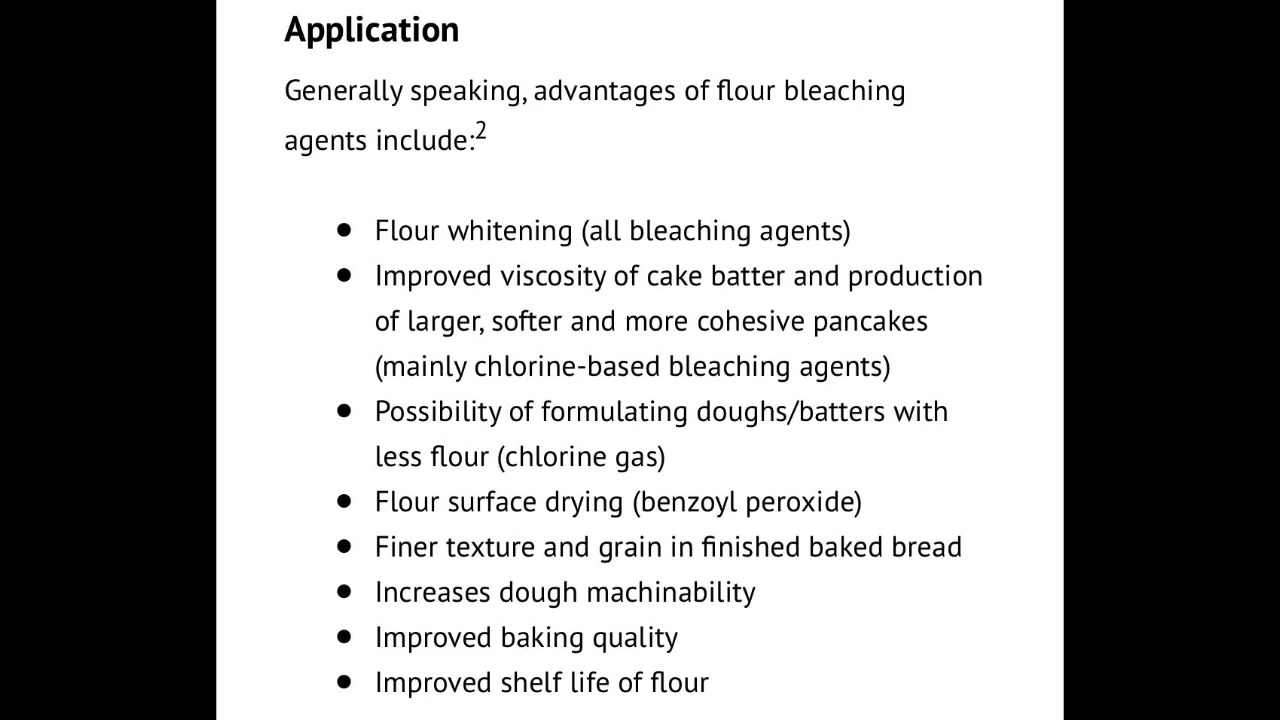 Application
Generally speaking, advantages of flour bleaching
agents include:2
● Flour whitening (all bleaching agents)
● Improved viscosity of cake batter and production
of larger, softer and more cohesive pancakes
(mainly chlorine-based bleaching agents)
● Possibility of formulating doughs/batters with
less flour (chlorine gas)
● Flour surface drying (benzoyl peroxide)
● Finer texture and grain in finished baked bread
● Increases dough machinability
● Improved baking quality
● Improved shelf life of flour